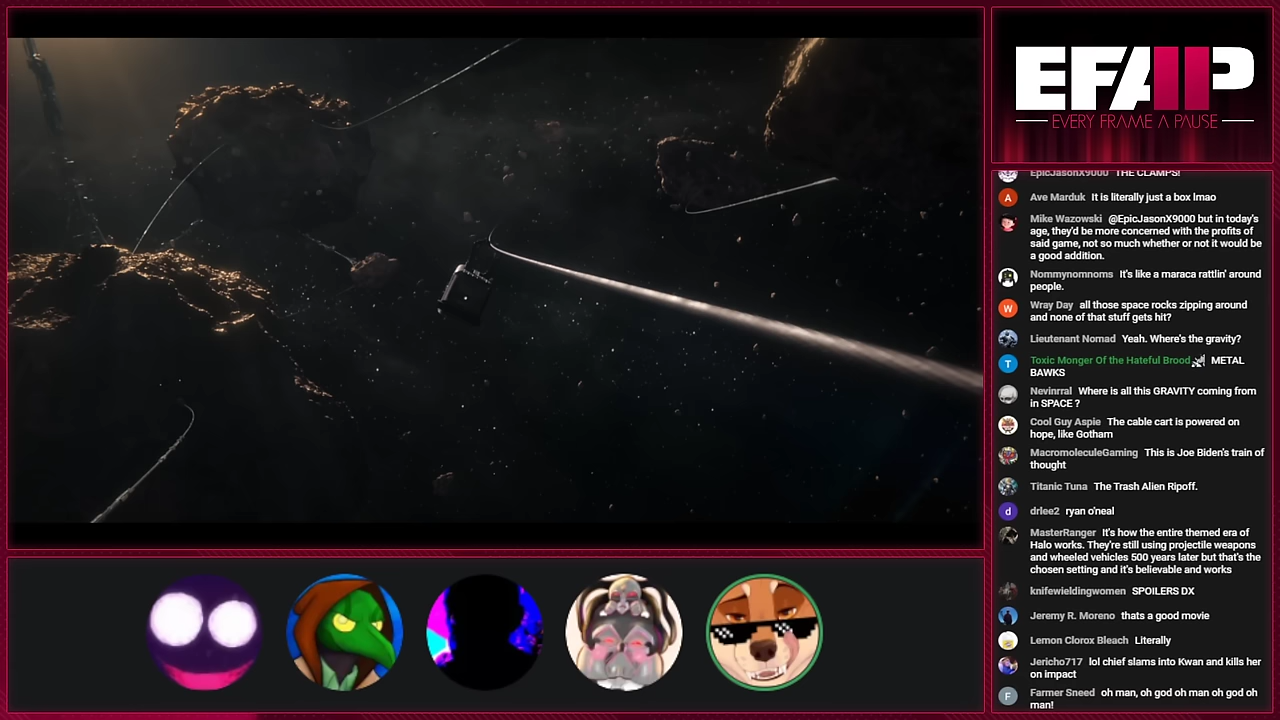 EFAP
EVERY FRAME A PAUSE
EpicJasonX9000 THE CLAMPS!
A
Ave Marduk It is literally just a box lmao
Mike Wazowski @EpicJasonX9000 but in today's
age, they'd be more concerned with the profits of
said game, not so much whether or not it would be
a good addition.
Nommynomnoms It's like a maraca rattlin' around
people.
W
Wray Day all those space rocks zipping around
and none of that stuff gets hit?
Lieutenant Nomad Yeah. Where's the gravity?
T
Toxic Monger Of the Hateful Brood METAL
BAWKS
Nevinrral Where is all this GRAVITY coming from
in SPACE ?
Cool Guy Aspie The cable cart is powered on
hope, like Gotham
MacromoleculeGaming This is Joe Biden's train of
thought
Titanic Tuna The Trash Alien Ripoff.
d
drlee2 ryan o'neal
MasterRanger It's how the entire themed era of
Halo works. They're still using projectile weapons
and wheeled vehicles 500 years later but that's the
chosen setting and it's believable and works
knifewieldingwomen SPOILERS DX
Jeremy R. Moreno thats a good movie
Lemon Clorox Bleach Literally
Jericho717 lol chief slams into Kwan and kills her
on impact
F
Farmer Sneed oh man, oh god oh man oh god oh
man!